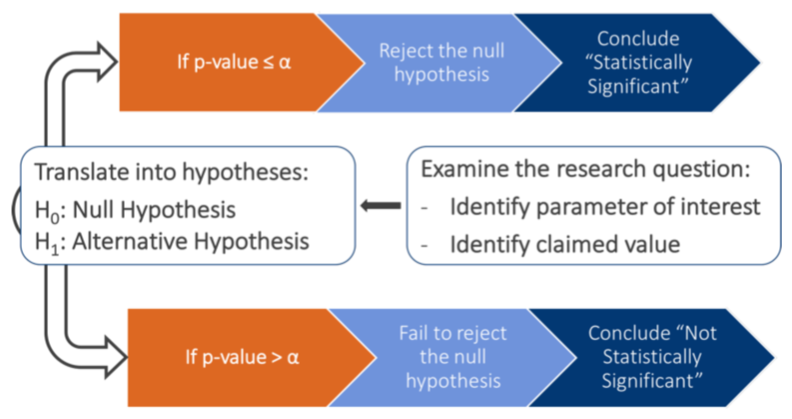 If p-value ≤ α
Reject the null
hypothesis
Conclude
“Statistically
Significant”
Translate into hypotheses:
H₀: Null Hypothesis
H₁: Alternative Hypothesis
Examine the research question:
- Identify parameter of interest
- Identify claimed value
If p-value > α
Fail to reject
the null
hypothesis
Conclude “Not
Statistically
Significant”